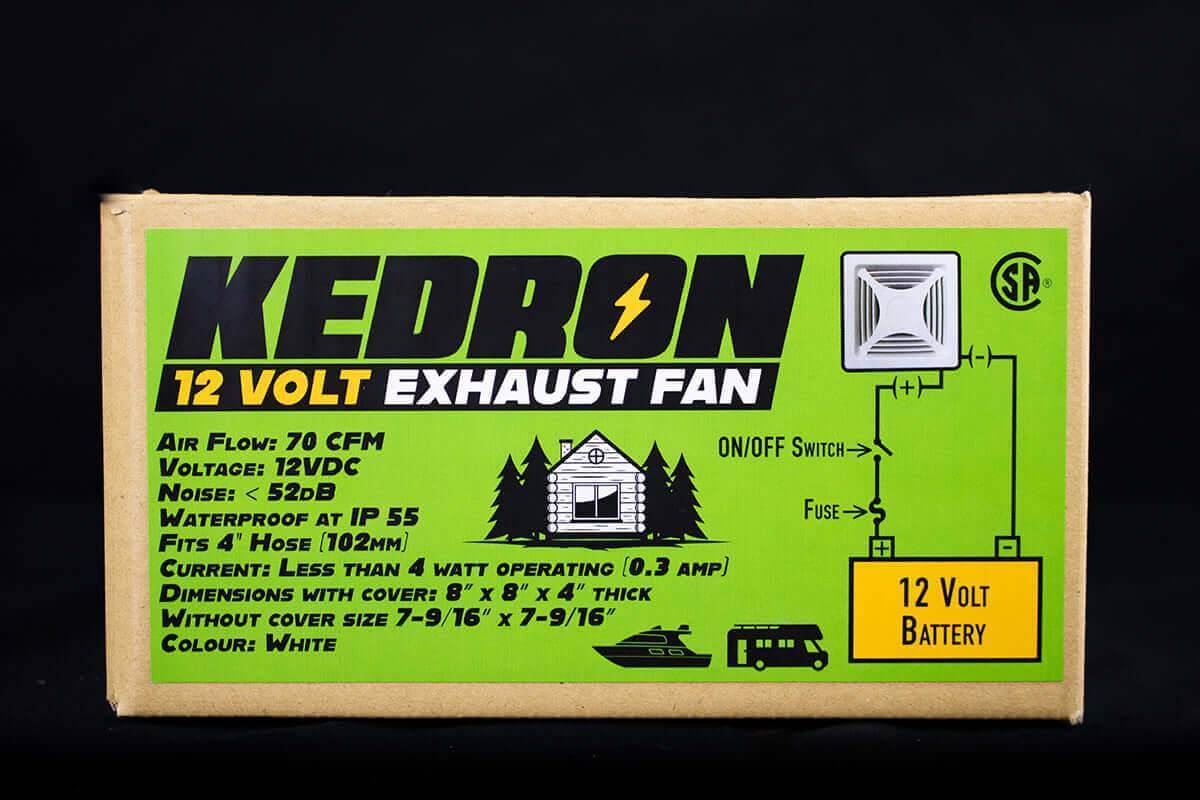 KEDRON
12 VOLT EXHAUST FAN
AIR FLOW: 70 CFM
VOLTAGE: 12VDC
NOISE: < 52DB
WATERPROOF AT IP 55
FITS 4" HOSE (102MM)
CURRENT: LESS THAN 4 WATT OPERATING (0.3 AMP)
DIMENSIONS WITH COVER: 8" X 8" X 4" THICK
WITHOUT COVER SIZE 7-9/16" X 7-9/16"
COLOUR: WHITE
CSA ®
(-)
(+)
ON/OFF SWITCH
FUSE
+ -
12 VOLT
BATTERY